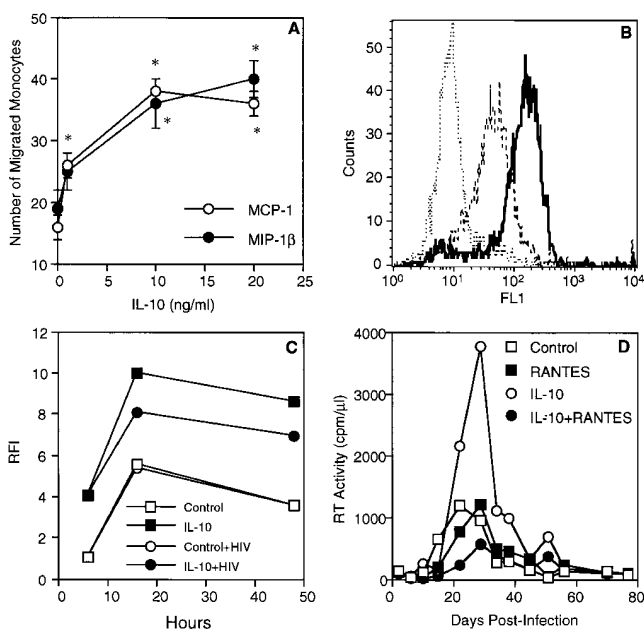 A
Number of Migrated Monocytes
50
40
30
20
10
*
*
*
*
*
MCP-1
MIP-1β
0
5
10
15
20
25
IL-10 (ng/ml)
B
Counts
50
40
30
20
10
0
10⁰
10¹
10²
10³
10⁴
FL1
C
RFI
12
10
8
6
4
2
0
Control
IL-10
Control+HIV
IL-10+HIV
0
10
20
30
40
50
Hours
D
RT Activity (cpm/µl)
4000
3000
2000
1000
0
Control
RANTES
IL-10
IL-10+RANTES
0
20
40
60
80
Days Post-Infection